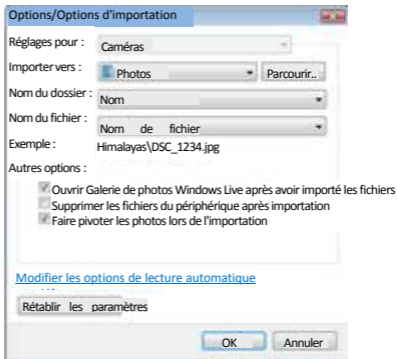 Options/Options d'importation
Réglages pour : Caméras
Importer vers : Photos Parcourir..
Nom du dossier : Nom
Nom du fichier : Nom de fichier
Exemple : Himalayas\DSC_1234.jpg
Autres options :
Ouvrir Galerie de photos Windows Live après avoir importé les fichiers
Supprimer les fichiers du périphérique après importation
Faire pivoter les photos lors de l'importation
Modifier les options de lecture automatique
Rétablir les paramètres
OK Annuler